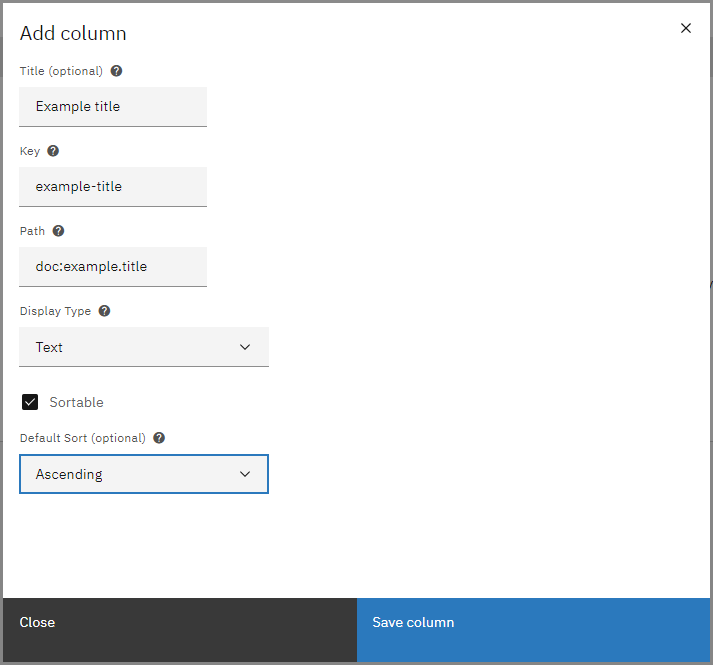 Add column
Title (optional)
Example title
Key
example-title
Path
doc:example.title
Display Type
Text
Sortable
Default Sort (optional)
Ascending
Close
Save column